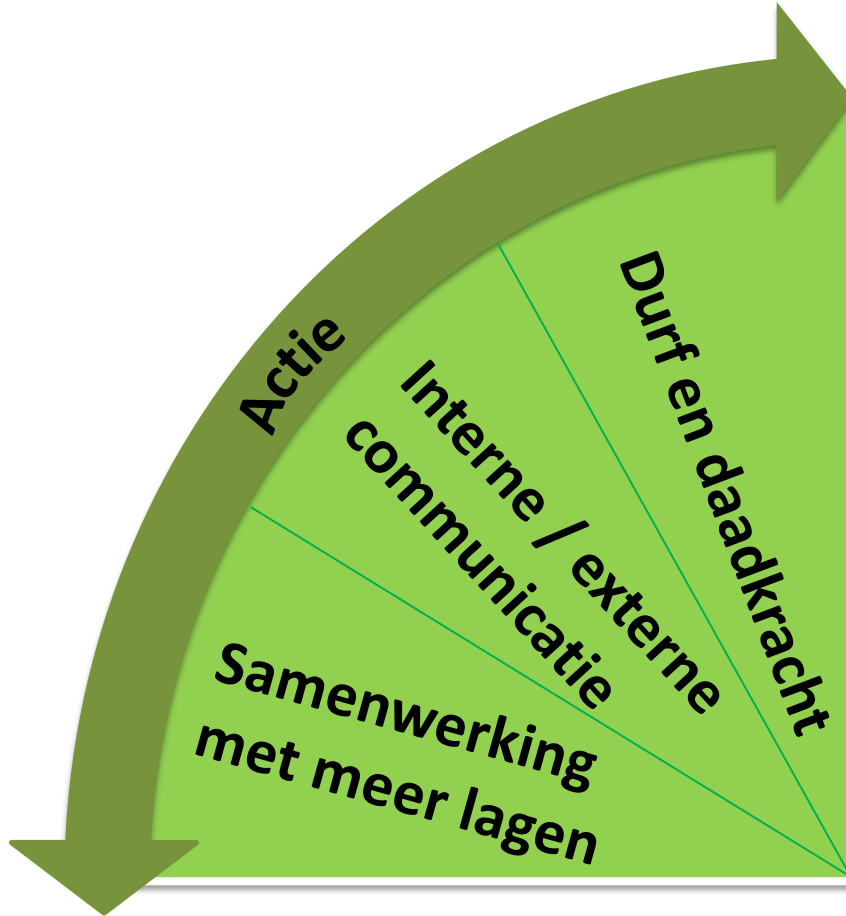 Actie
Durf en daadkracht
Interne / externe
communicatie
Samenwerking
met meer lagen